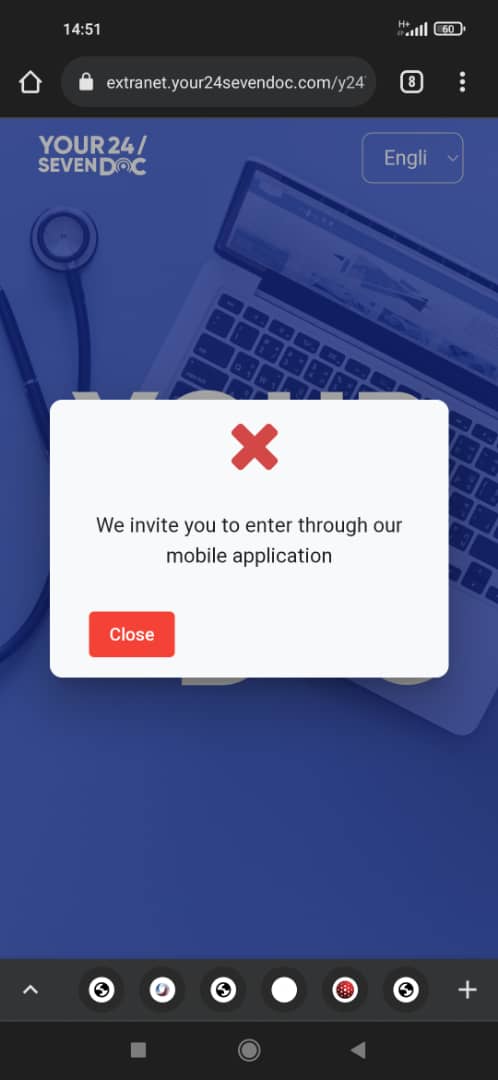 14:51
H+
60
extranet.your24sevendoc.com/y24
8
YOUR 24/
SEVEN DOC
Engli
We invite you to enter through our
mobile application
Close